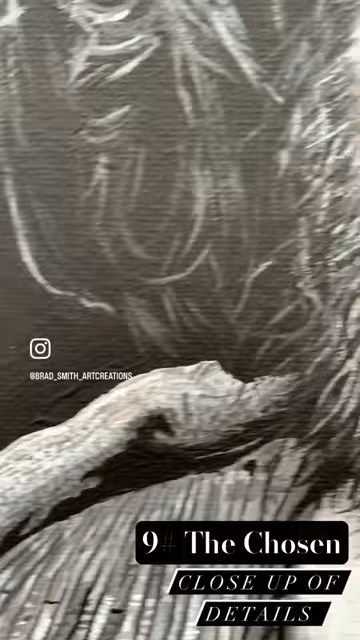 @BRAD_SMITH_ARTCREATIONS
9# The Chosen
CLOSE UP OF
DETAILS